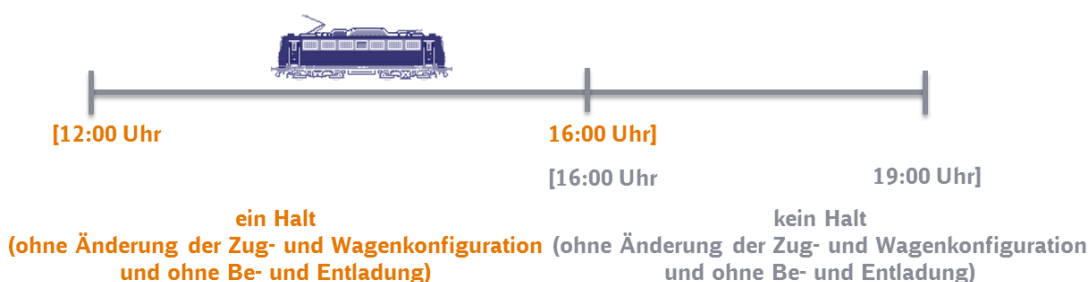 [12:00 Uhr
16:00 Uhr]
[16:00 Uhr
19:00 Uhr]
ein Halt
(ohne Änderung der Zug- und Wagenkonfiguration
und ohne Be- und Entladung)
kein Halt
(ohne Änderung der Zug- und Wagenkonfiguration
und ohne Be- und Entladung)